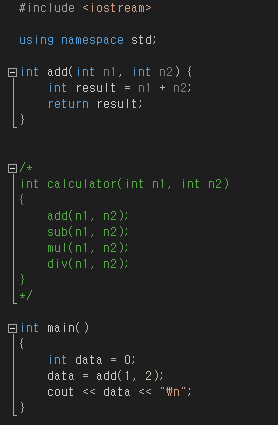 #include <iostream>
using namespace std;
int add(int n1, int n2) {
int result = n1 + n2;
return result;
}
/*
int calculator(int n1, int n2)
{
add(n1, n2);
sub(n1, n2);
mul(n1, n2);
div(n1, n2);
}
*/
int main()
{
int data = 0;
data = add(1, 2);
cout << data << "₩n";
}